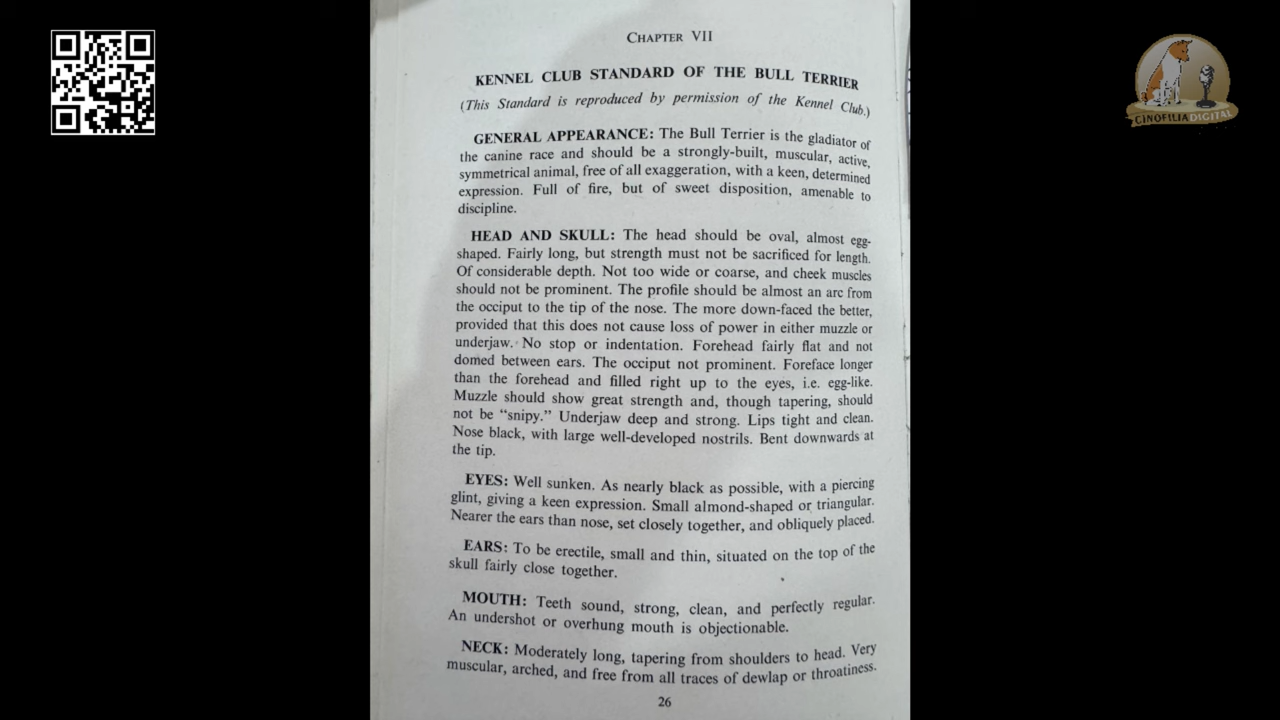 CHAPTER VII
KENNEL CLUB STANDARD OF THE BULL TERRIER
(This Standard is reproduced by permission of the Kennel Club.)
GENERAL APPEARANCE: The Bull Terrier is the gladiator of
the canine race and should be a strongly-built, muscular, active,
symmetrical animal, free of all exaggeration, with a keen, determined
expression. Full of fire, but of sweet disposition, amenable to
discipline.
HEAD AND SKULL: The head should be oval, almost egg-
shaped. Fairly long, but strength must not be sacrificed for length.
Of considerable depth. Not too wide or coarse, and cheek muscles
should not be prominent. The profile should be almost an arc from
the occiput to the tip of the nose. The more down-faced the better,
provided that this does not cause loss of power in either muzzle or
underjaw. No stop or indentation. Forehead fairly flat and not
domed between ears. The occiput not prominent. Foreface longer
than the forehead and filled right up to the eyes, i.e. egg-like.
Muzzle should show great strength and, though tapering, should
not be "snipy." Underjaw deep and strong. Lips tight and clean.
Nose black, with large well-developed nostrils. Bent downwards at
the tip.
EYES: Well sunken. As nearly black as possible, with a piercing
glint, giving a keen expression. Small almond-shaped or triangular.
Nearer the ears than nose, set closely together, and obliquely placed.
EARS: To be erectile, small and thin, situated on the top of the
skull fairly close together.
MOUTH: Teeth sound, strong, clean, and perfectly regular.
An undershot or overhung mouth is objectionable.
NECK: Moderately long, tapering from shoulders to head. Very
muscular, arched, and free from all traces of dewlap or throatiness.
26
CINOFILIA DIGITAL